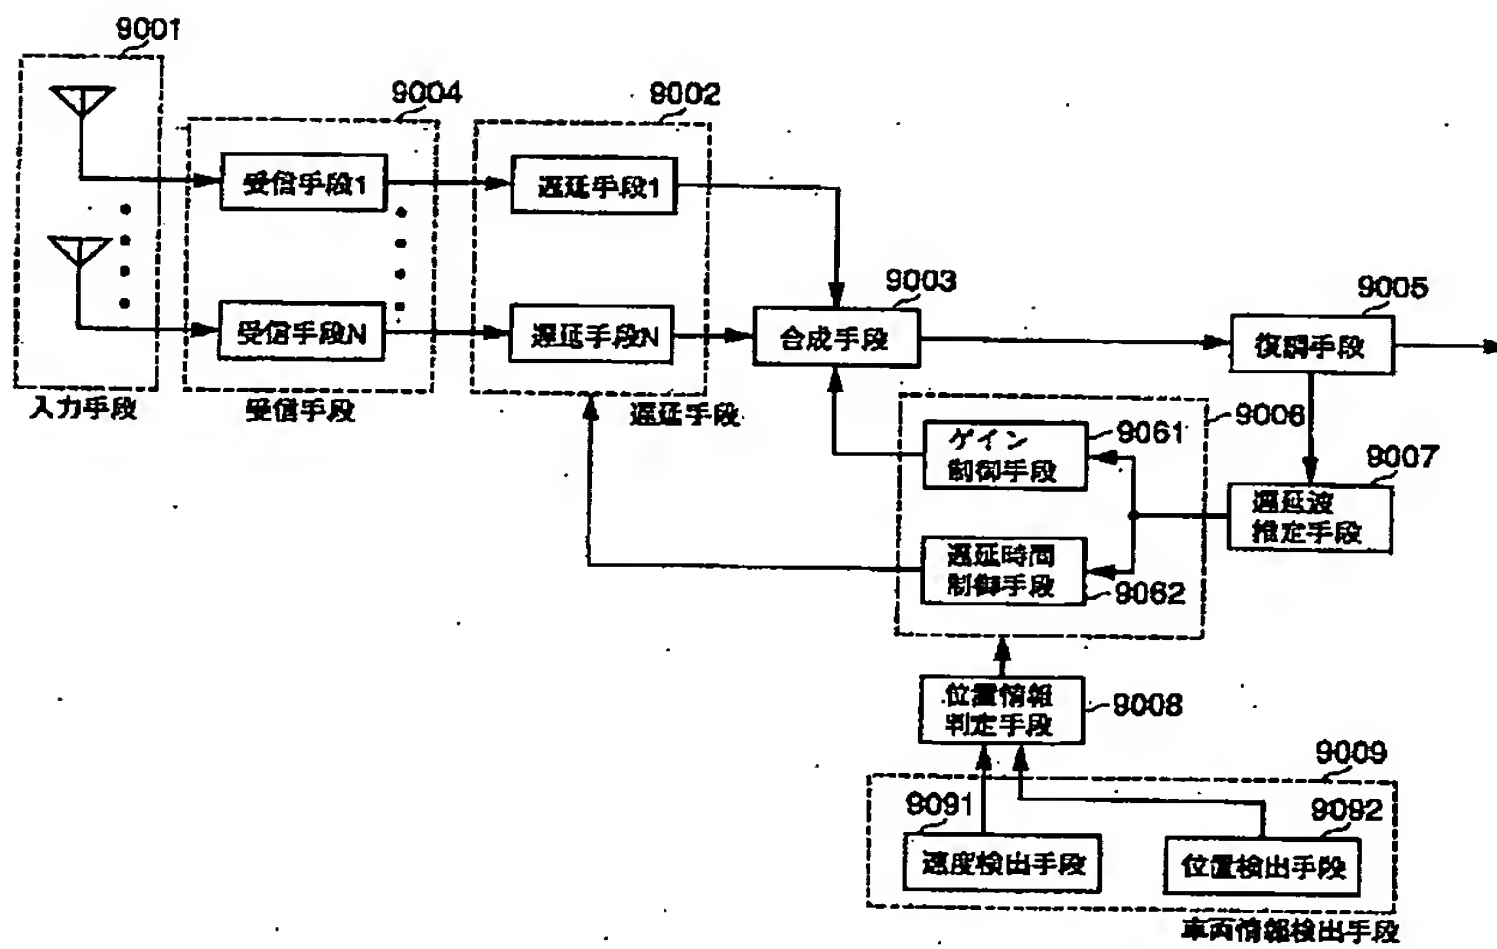 9001
9004
9002
受信手段1
遅延手段1
9003
9005
受信手段N
遅延手段N
合成手段
復調手段
入力手段
受信手段
遅延手段
9006
ゲイン
制御手段
9061
9007
遅延波
推定手段
遅延時間
制御手段
9062
位置情報
判定手段
9008
9009
9091
9092
速度検出手段
位置検出手段
車両情報検出手段